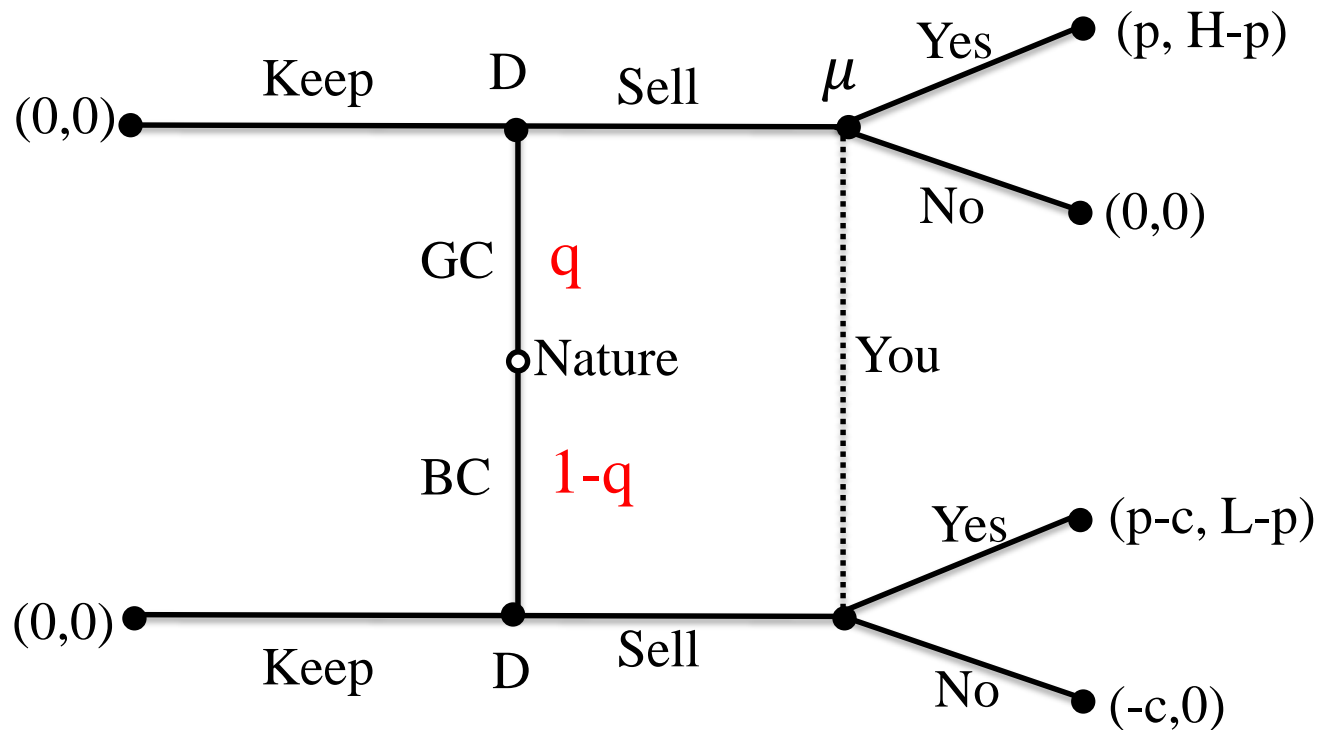 Yes
(p, H-p)
Keep
D
Sell
μ
(0,0)
No
(0,0)
GC
q
Nature
You
BC
1-q
Yes
(p-c, L-p)
(0,0)
Keep
D
Sell
No
(-c,0)